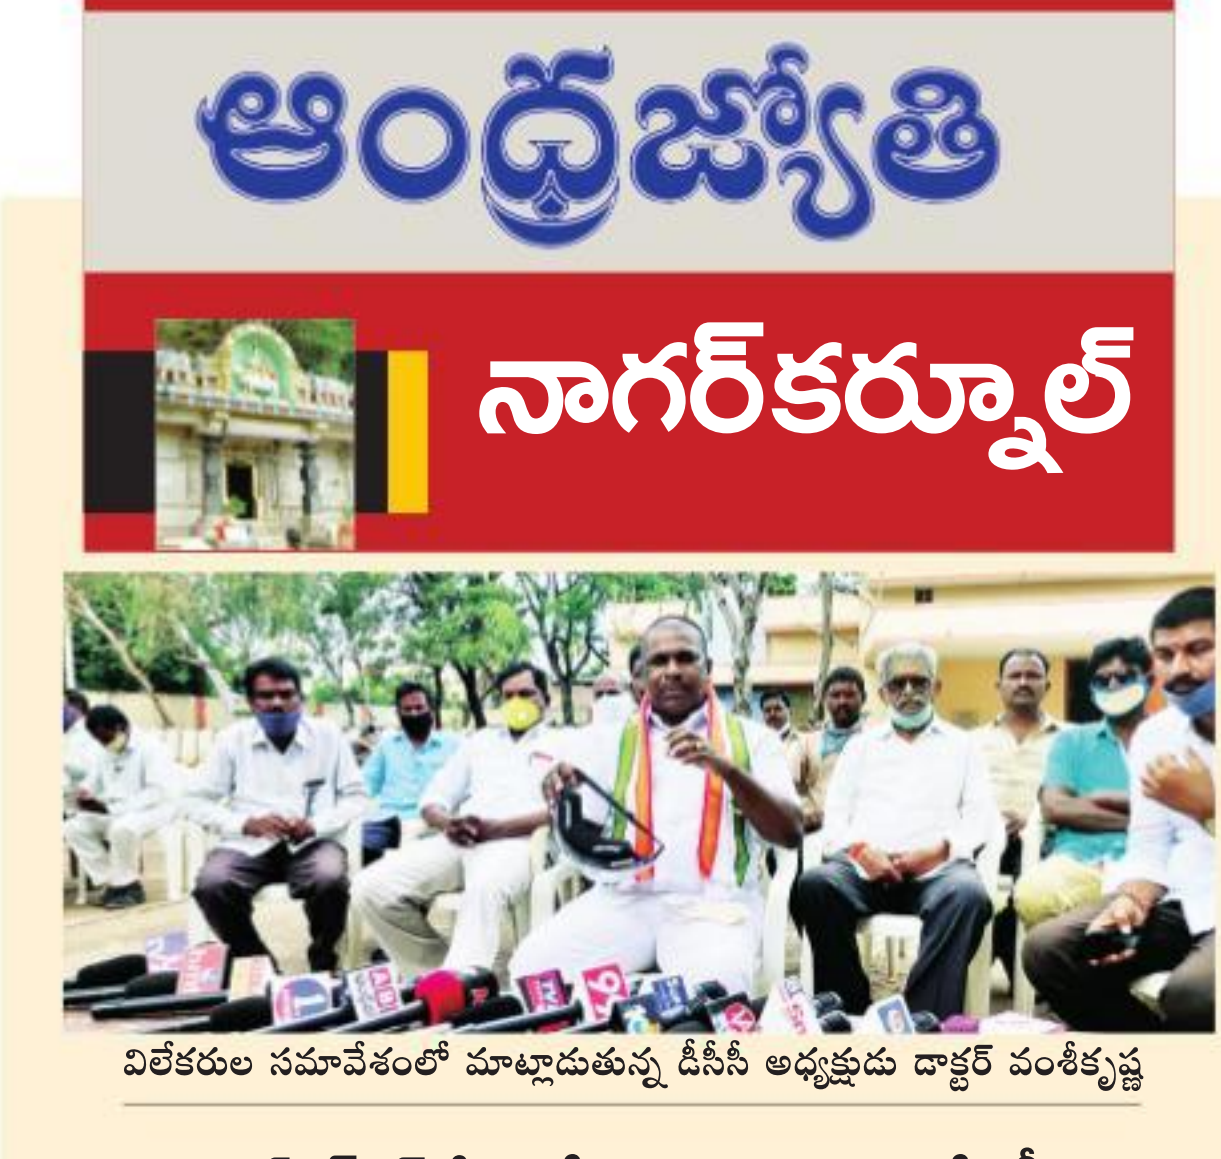 ఆంధ్రజ్యోతి
నాగర్‌కర్నూల్
విలేకరుల సమావేశంలో మాట్లాడుతున్న డీసీసీ అధ్యక్షుడు డాక్టర్ వంశీకృష్ణ